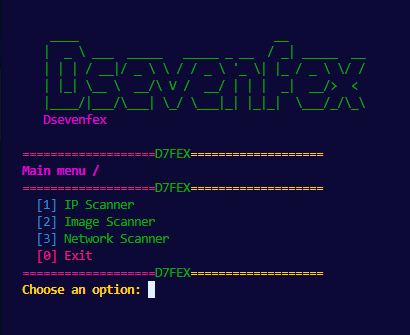 Dsevenfex
Dsevenfex
===================D7FEX===================
Main menu /
===================D7FEX===================
[1] IP Scanner
[2] Image Scanner
[3] Network Scanner
[0] Exit
===================D7FEX===================
Choose an option: